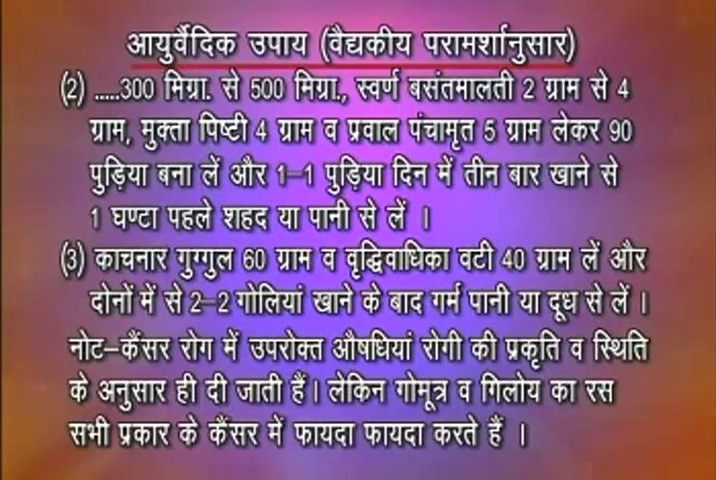 आयुर्वैदिक उपाय (वैद्यकीय परामर्शानुसार)
(2) .....300 मिग्रा. से 500 मिग्रा., स्वर्ण बसंतमालती 2 ग्राम से 4
ग्राम, मुक्ता पिष्टी 4 ग्राम व प्रवाल पंचामृत 5 ग्राम लेकर 90
पुड़िया बना लें और 1-1 पुड़िया दिन में तीन बार खाने से
1 घण्टा पहले शहद या पानी से लें ।
(3) काचनार गुग्गुल 60 ग्राम व वृद्धिवाधिका वटी 40 ग्राम लें और
दोनों में से 2-2 गोलियां खाने के बाद गर्म पानी या दूध से लें ।
नोट-कैंसर रोग में उपरोक्त औषधियां रोगी की प्रकृति व स्थिति
के अनुसार ही दी जाती हैं। लेकिन गोमूत्र व गिलोय का रस
सभी प्रकार के कैंसर में फायदा फायदा करते हैं ।